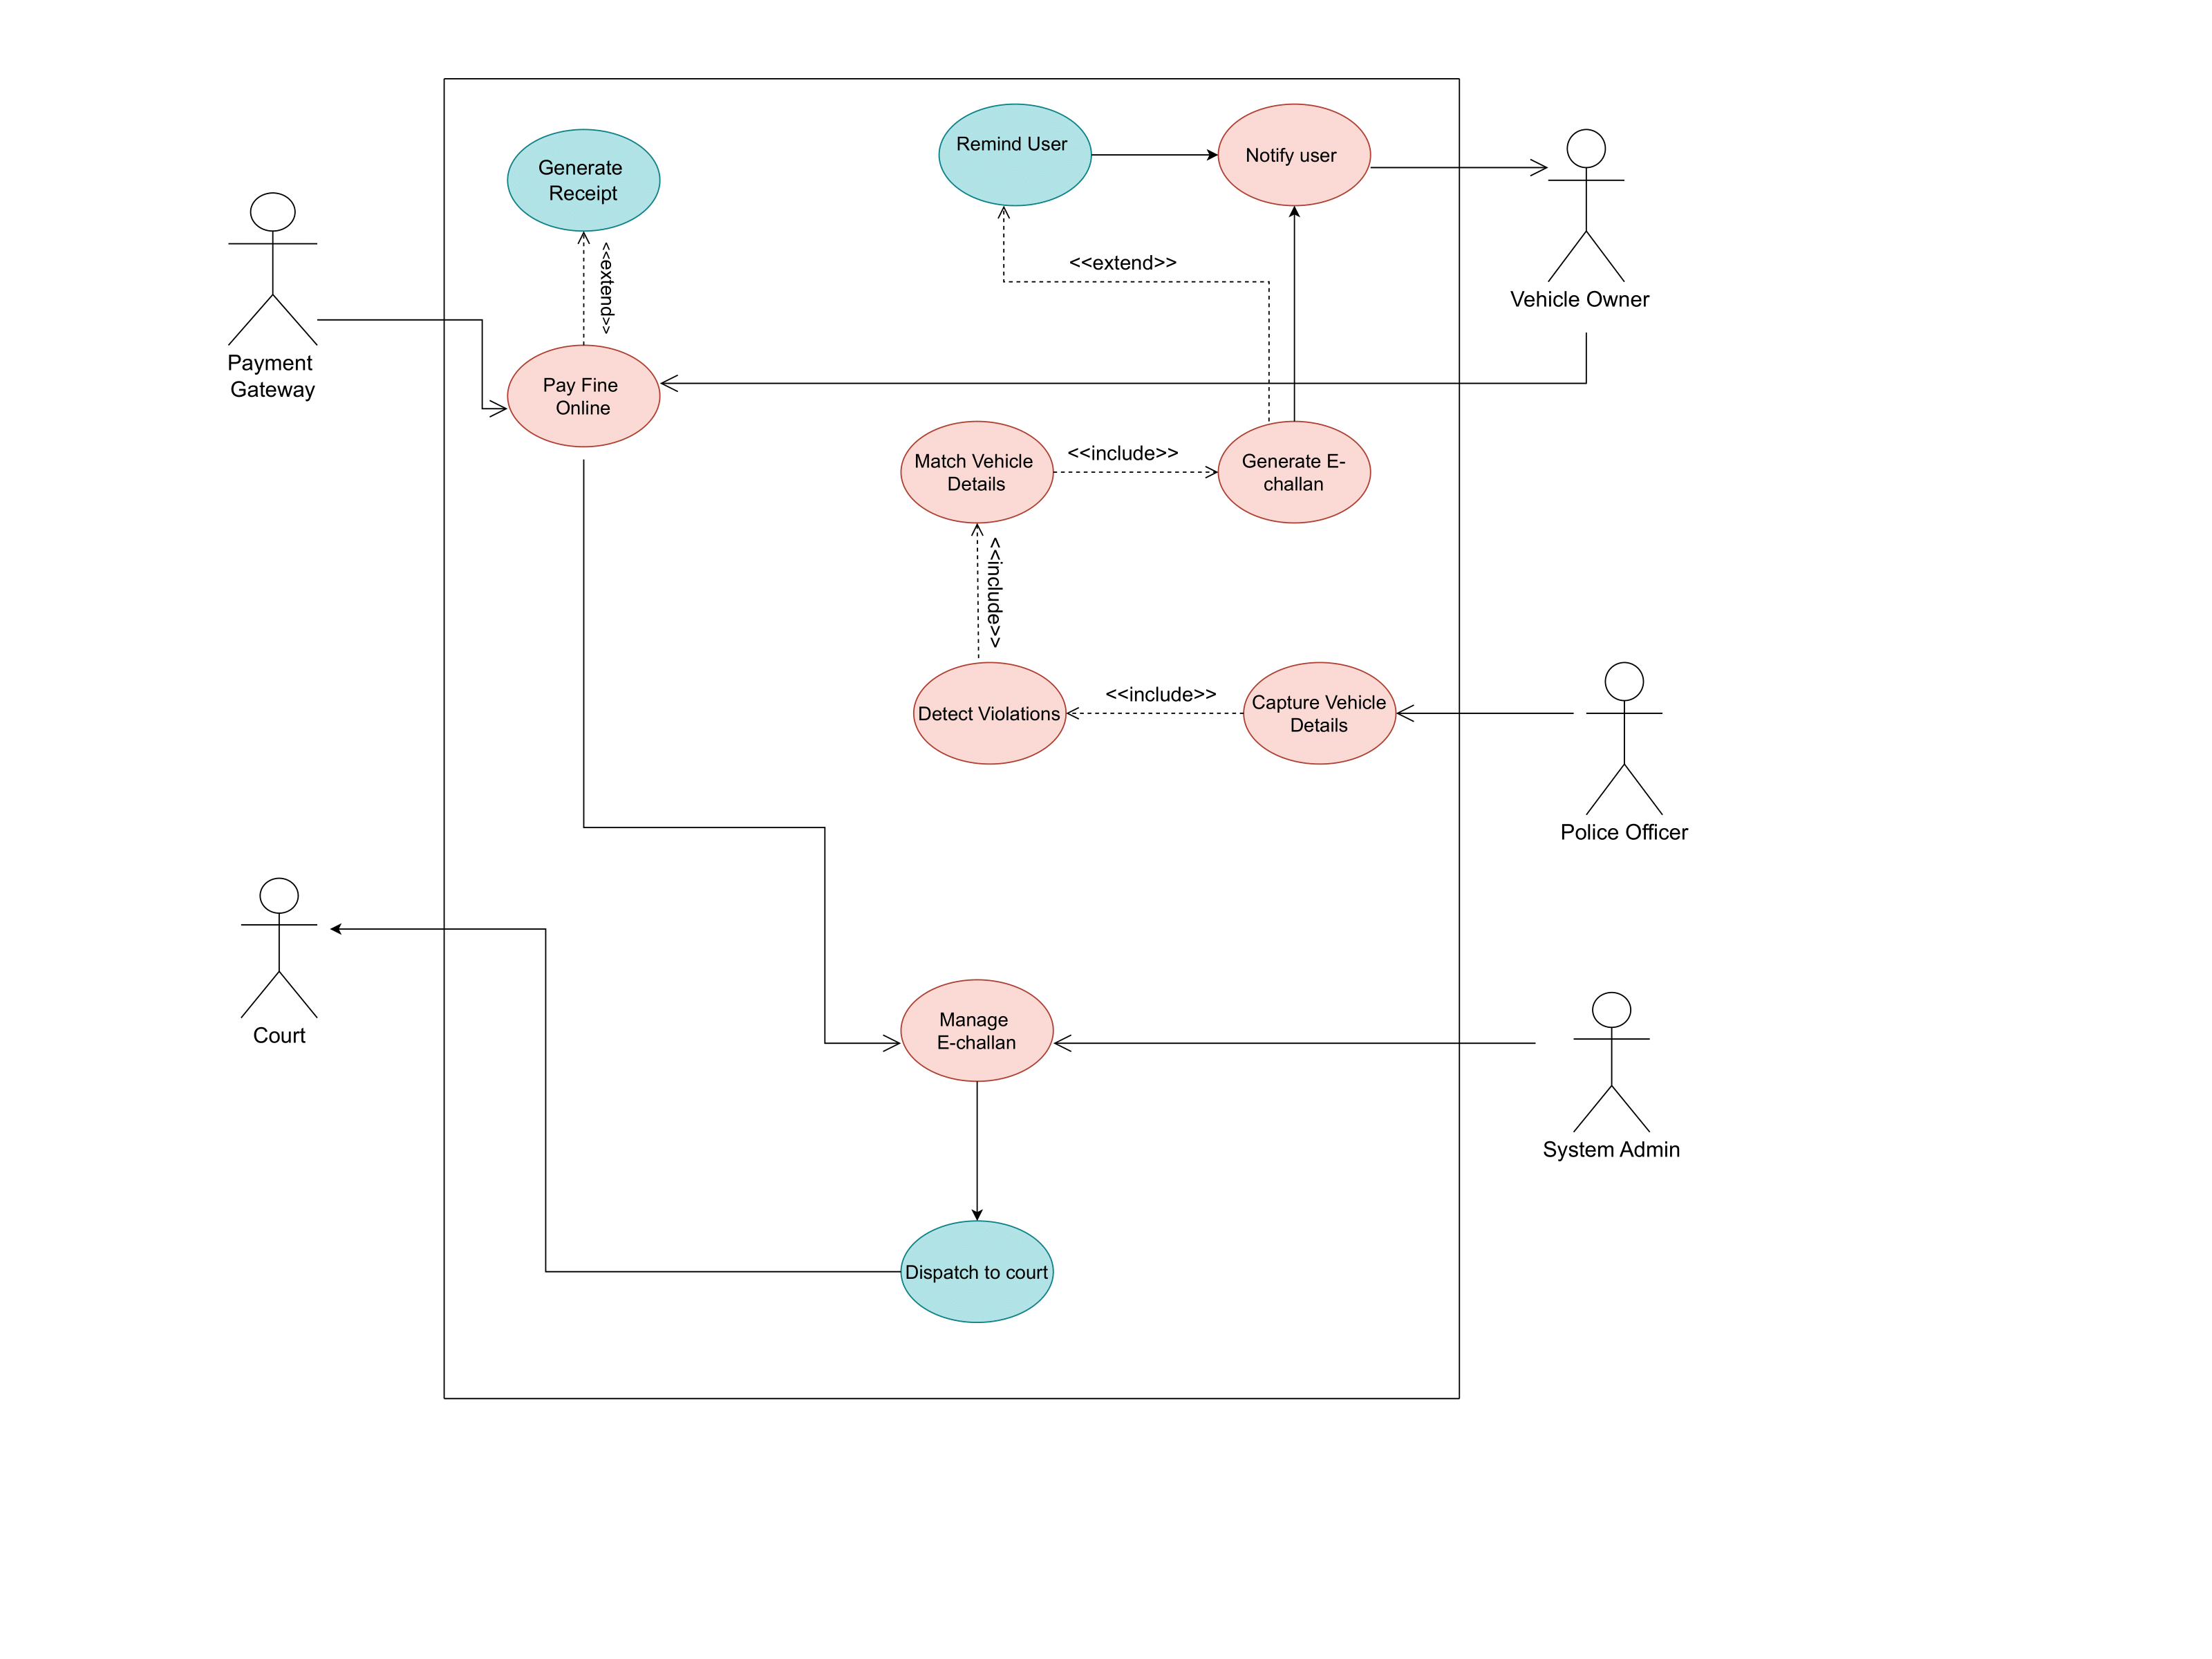 Remind User
Notify user
Generate
Receipt
<<extend>>
<<extend>>
Vehicle Owner
Payment
Gateway
Pay Fine
Online
Match Vehicle
Details
<<include>>
Generate E-
challan
<<include>>
Detect Violations
<<include>>
Capture Vehicle
Details
Police Officer
Court
Manage
E-challan
System Admin
Dispatch to court